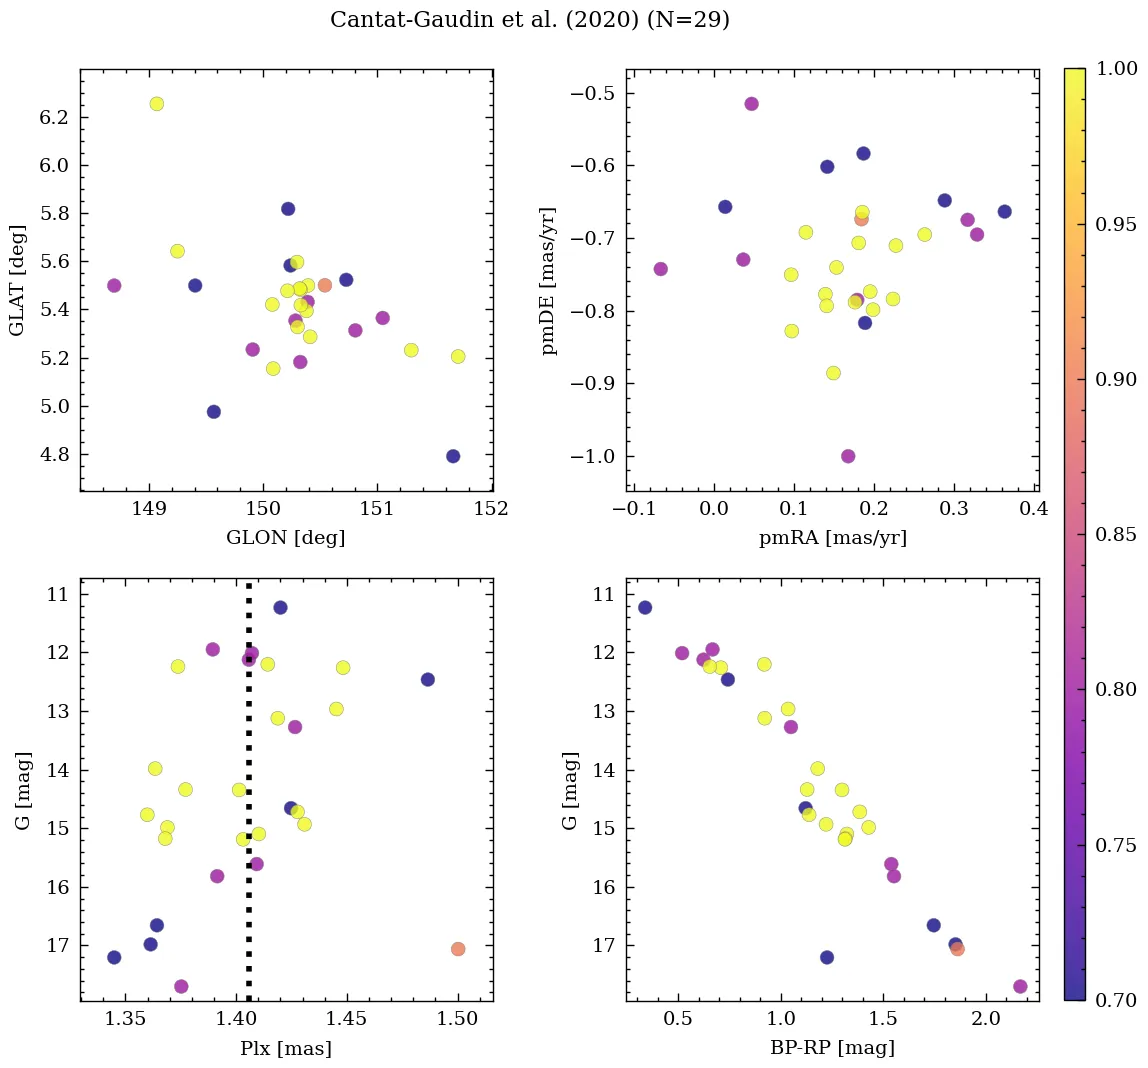 Cantat-Gaudin et al. (2020) (N=29)
6.2
6.0
5.8
5.6
5.4
5.2
5.0
4.8
GLAT [deg]
149 150 151 152
GLON [deg]
−0.5
−0.6
−0.7
−0.8
−0.9
−1.0
pmDE [mas/yr]
−0.1 0.0 0.1 0.2 0.3 0.4
pmRA [mas/yr]
11
12
13
14
15
16
17
G [mag]
1.35 1.40 1.45 1.50
Plx [mas]
11
12
13
14
15
16
17
G [mag]
0.5 1.0 1.5 2.0
BP-RP [mag]
1.00
0.95
0.90
0.85
0.80
0.75
0.70